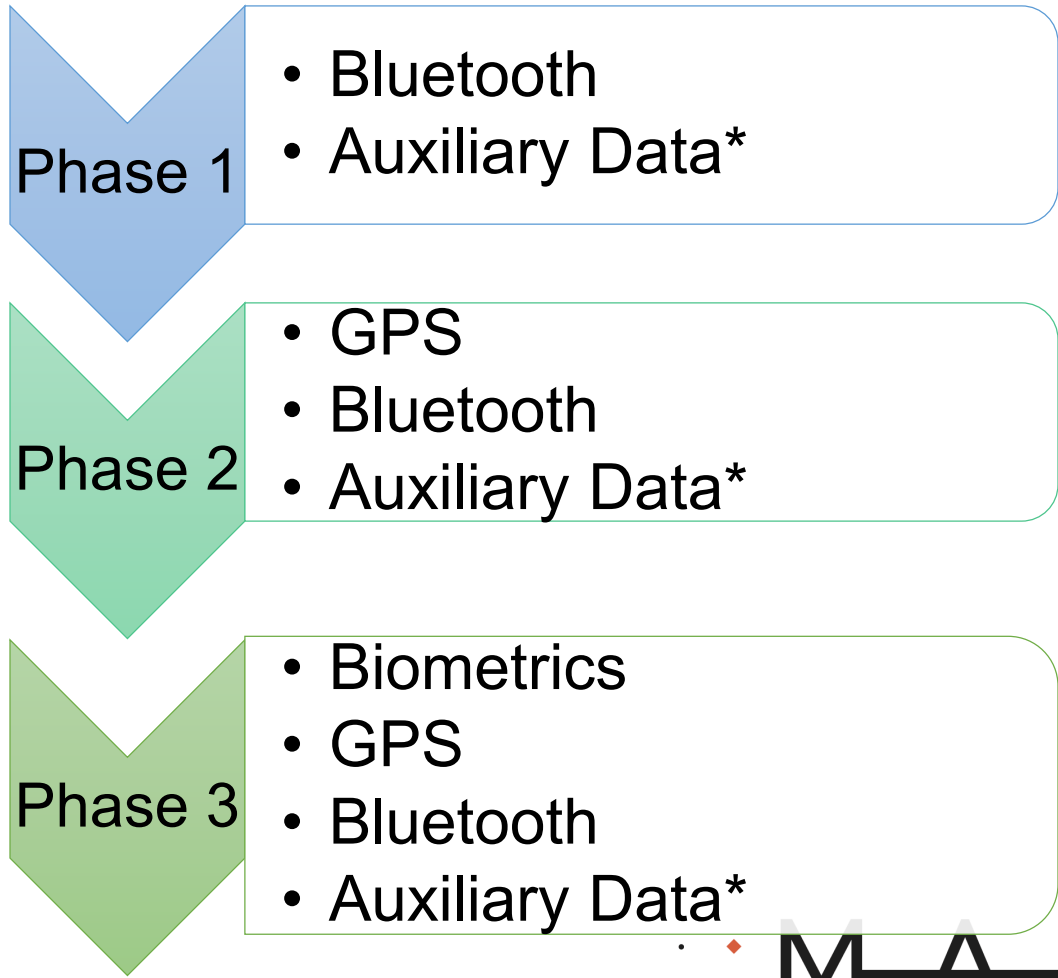 Phase 1
• Bluetooth
• Auxiliary Data*
Phase 2
• GPS
• Bluetooth
• Auxiliary Data*
Phase 3
• Biometrics
• GPS
• Bluetooth
• Auxiliary Data*